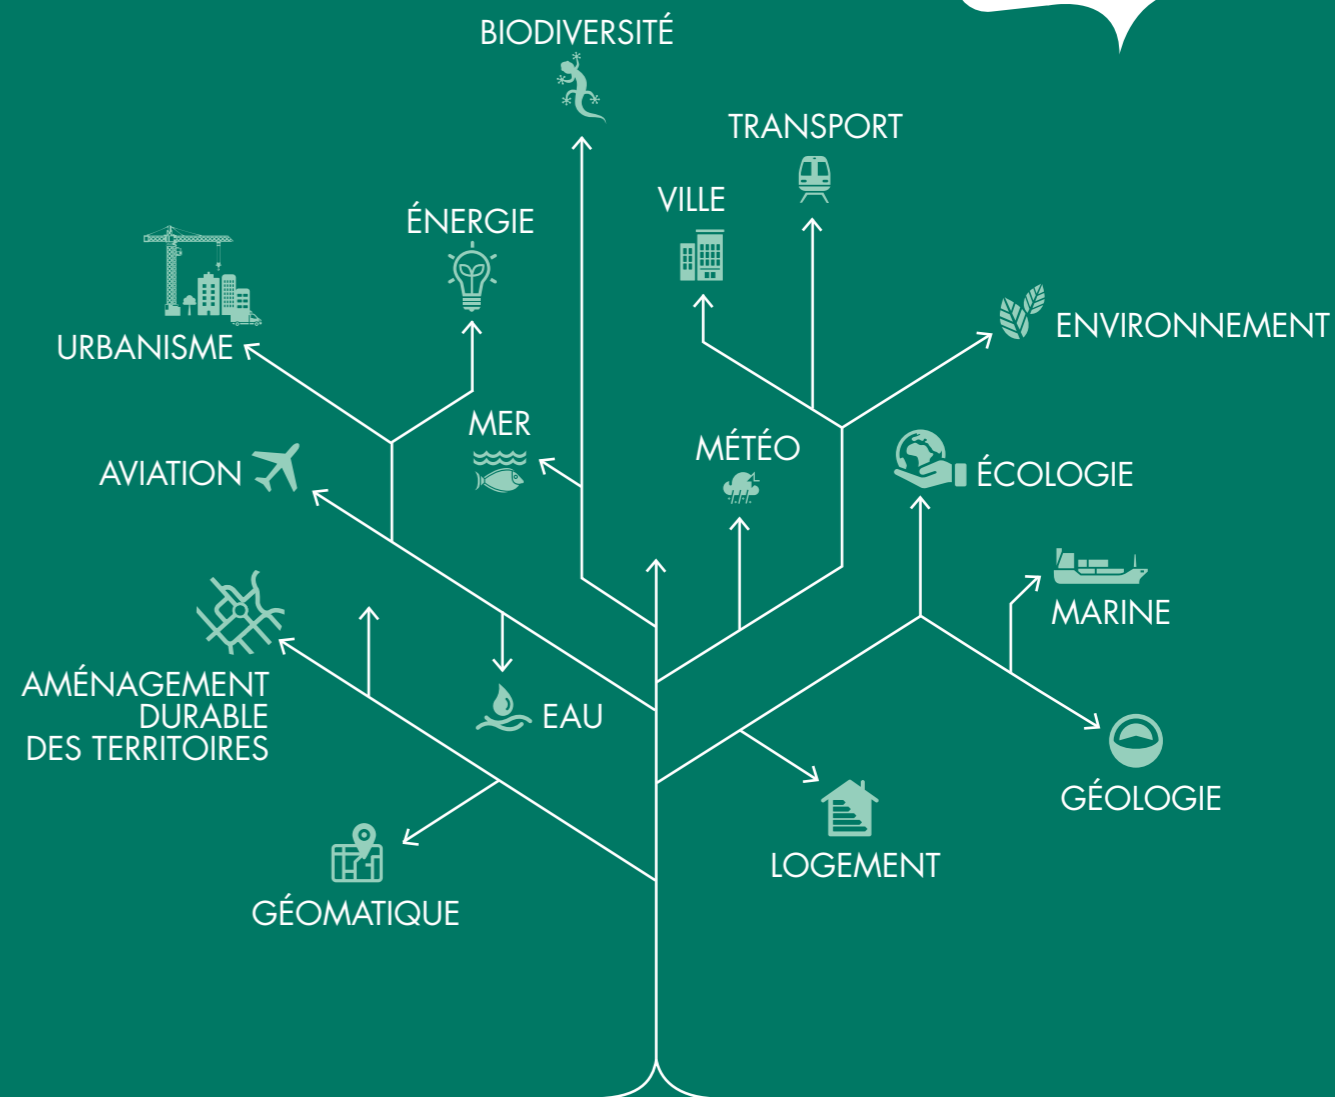 BIODIVERSITÉ
TRANSPORT
VILLE
ÉNERGIE
ENVIRONNEMENT
URBANISME
MER
MÉTÉO
AVIATION
ÉCOLOGIE
MARINE
AMÉNAGEMENT
DURABLE
DES TERRITOIRES
EAU
GÉOLOGIE
LOGEMENT
GÉOMATIQUE